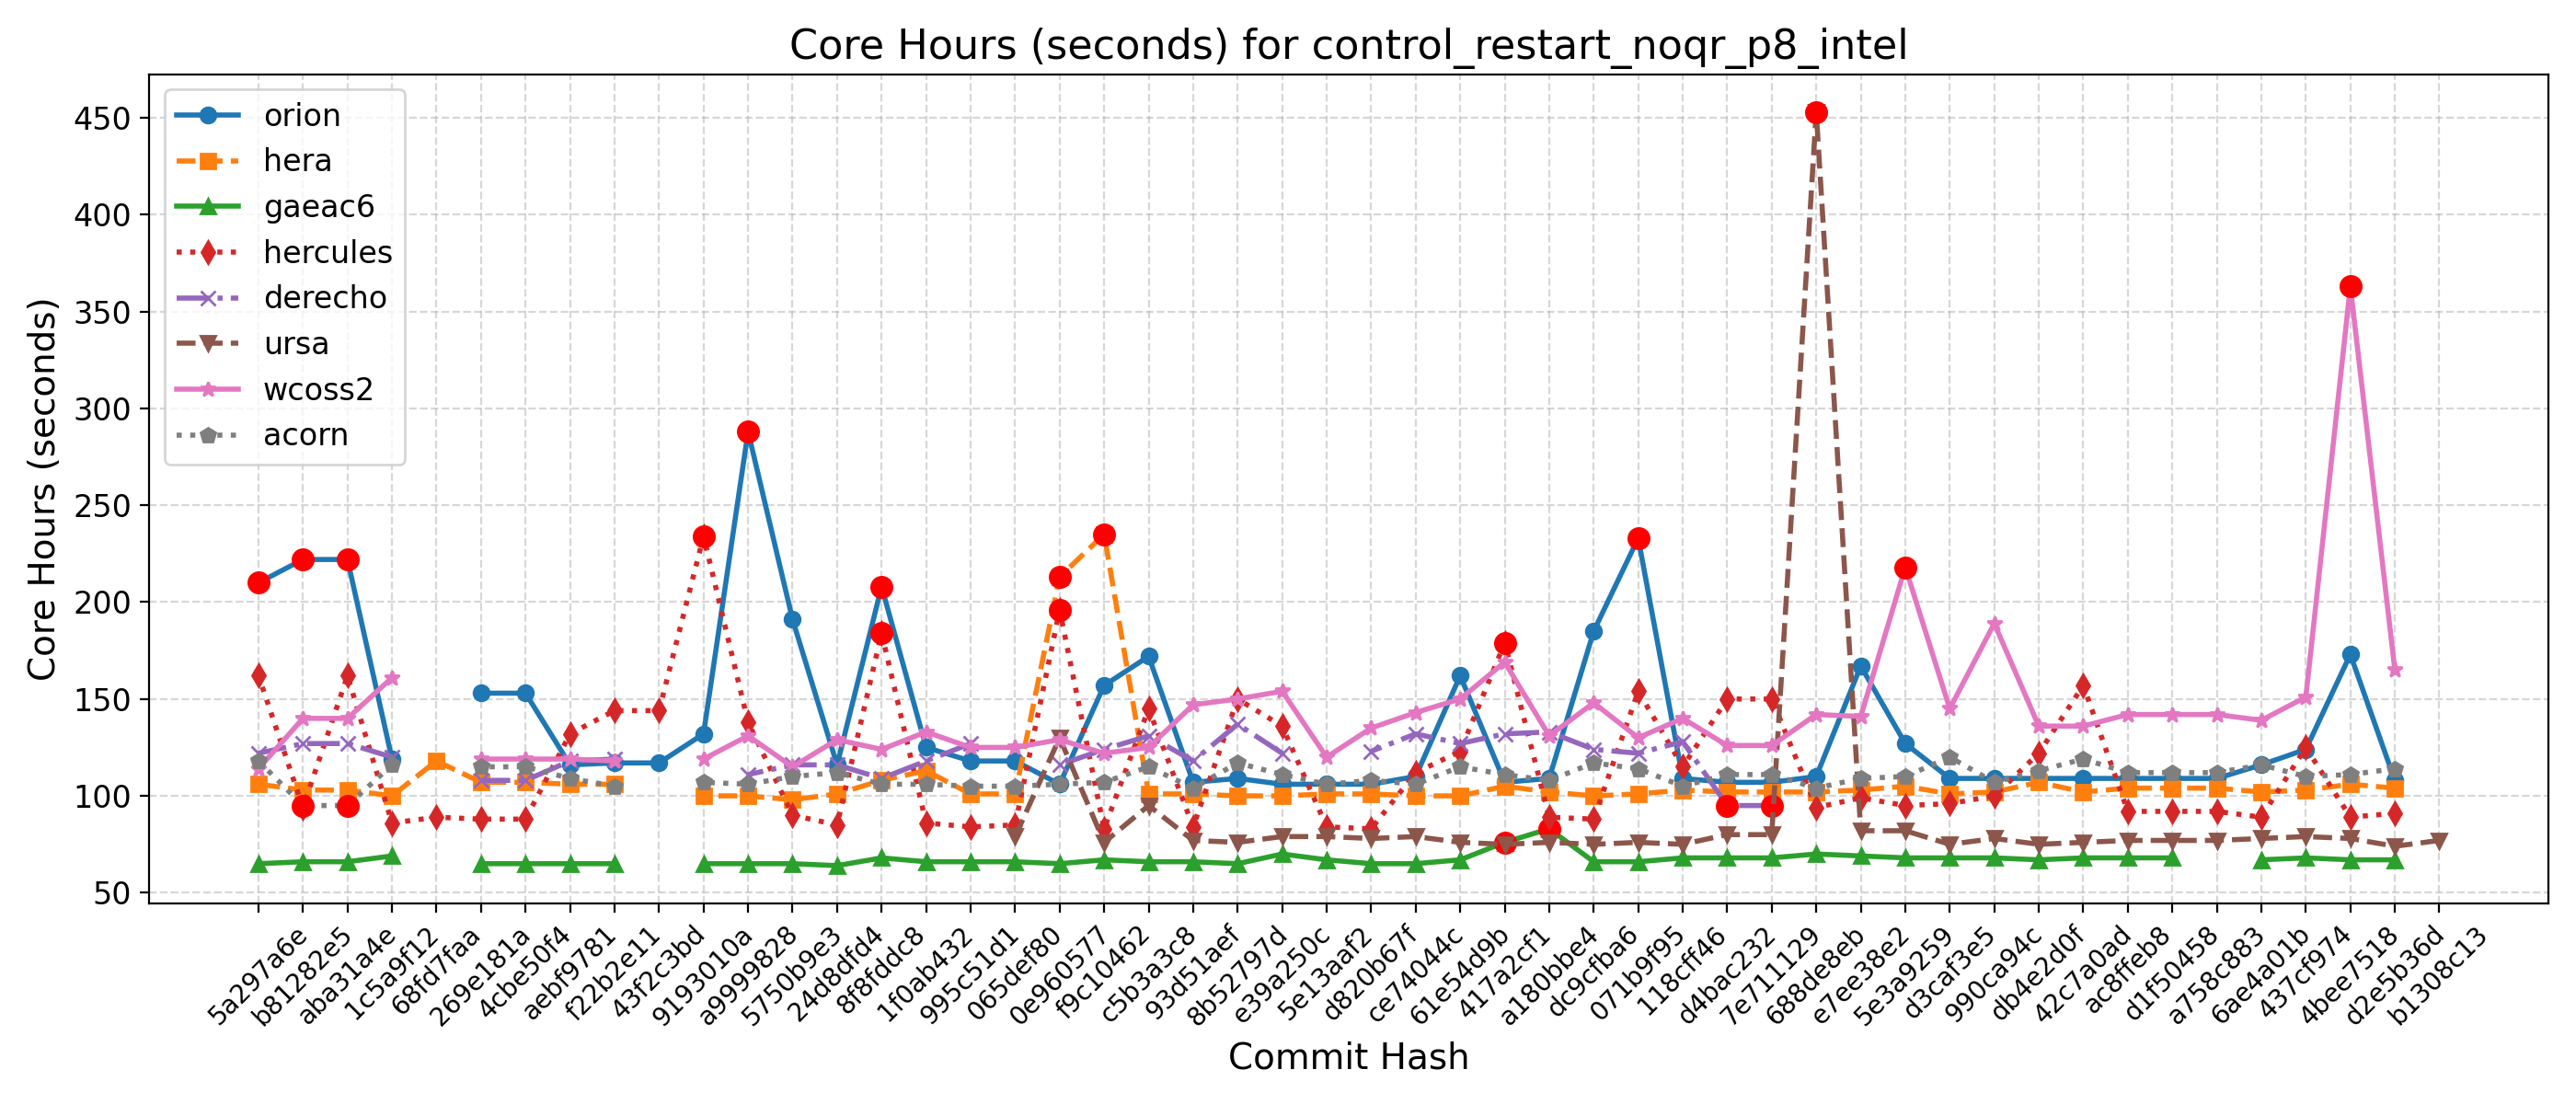 Core Hours (seconds) for control_restart_noqr_p8_intel
Core Hours (seconds)
450
400
350
300
250
200
150
100
50
orion
hera
gaeac6
hercules
derecho
ursa
wcoss2
acorn
5a297a6e
b81282e5
aba31a4e
1c5a9f12
68fd7faa
269e181a
4cbe50f4
aebf9781
f22b2e11
43f2c3bd
9193010a
a9999828
5750b9e3
24d8dfd4
8f8fddc8
1f0ab432
995c51d1
065def80
0e960577
f9c10462
c5b3a3c8
93d51aef
8b52797d
e39a250c
5e13aaf2
d820b67f
ce74044c
61e54d9b
417a2cf1
a180bbe4
dc9cfba6
071b9f95
118cff46
d4bac232
7e711129
688de8eb
e7ee38e2
5e3a9259
d3caf3e5
990ca94c
db4e2d0f
42c7a0ad
ac8ffeb8
d1f50458
a758c883
6ae4a01b
437cf974
4bee7518
d2e5b36d
b1308c13
Commit Hash